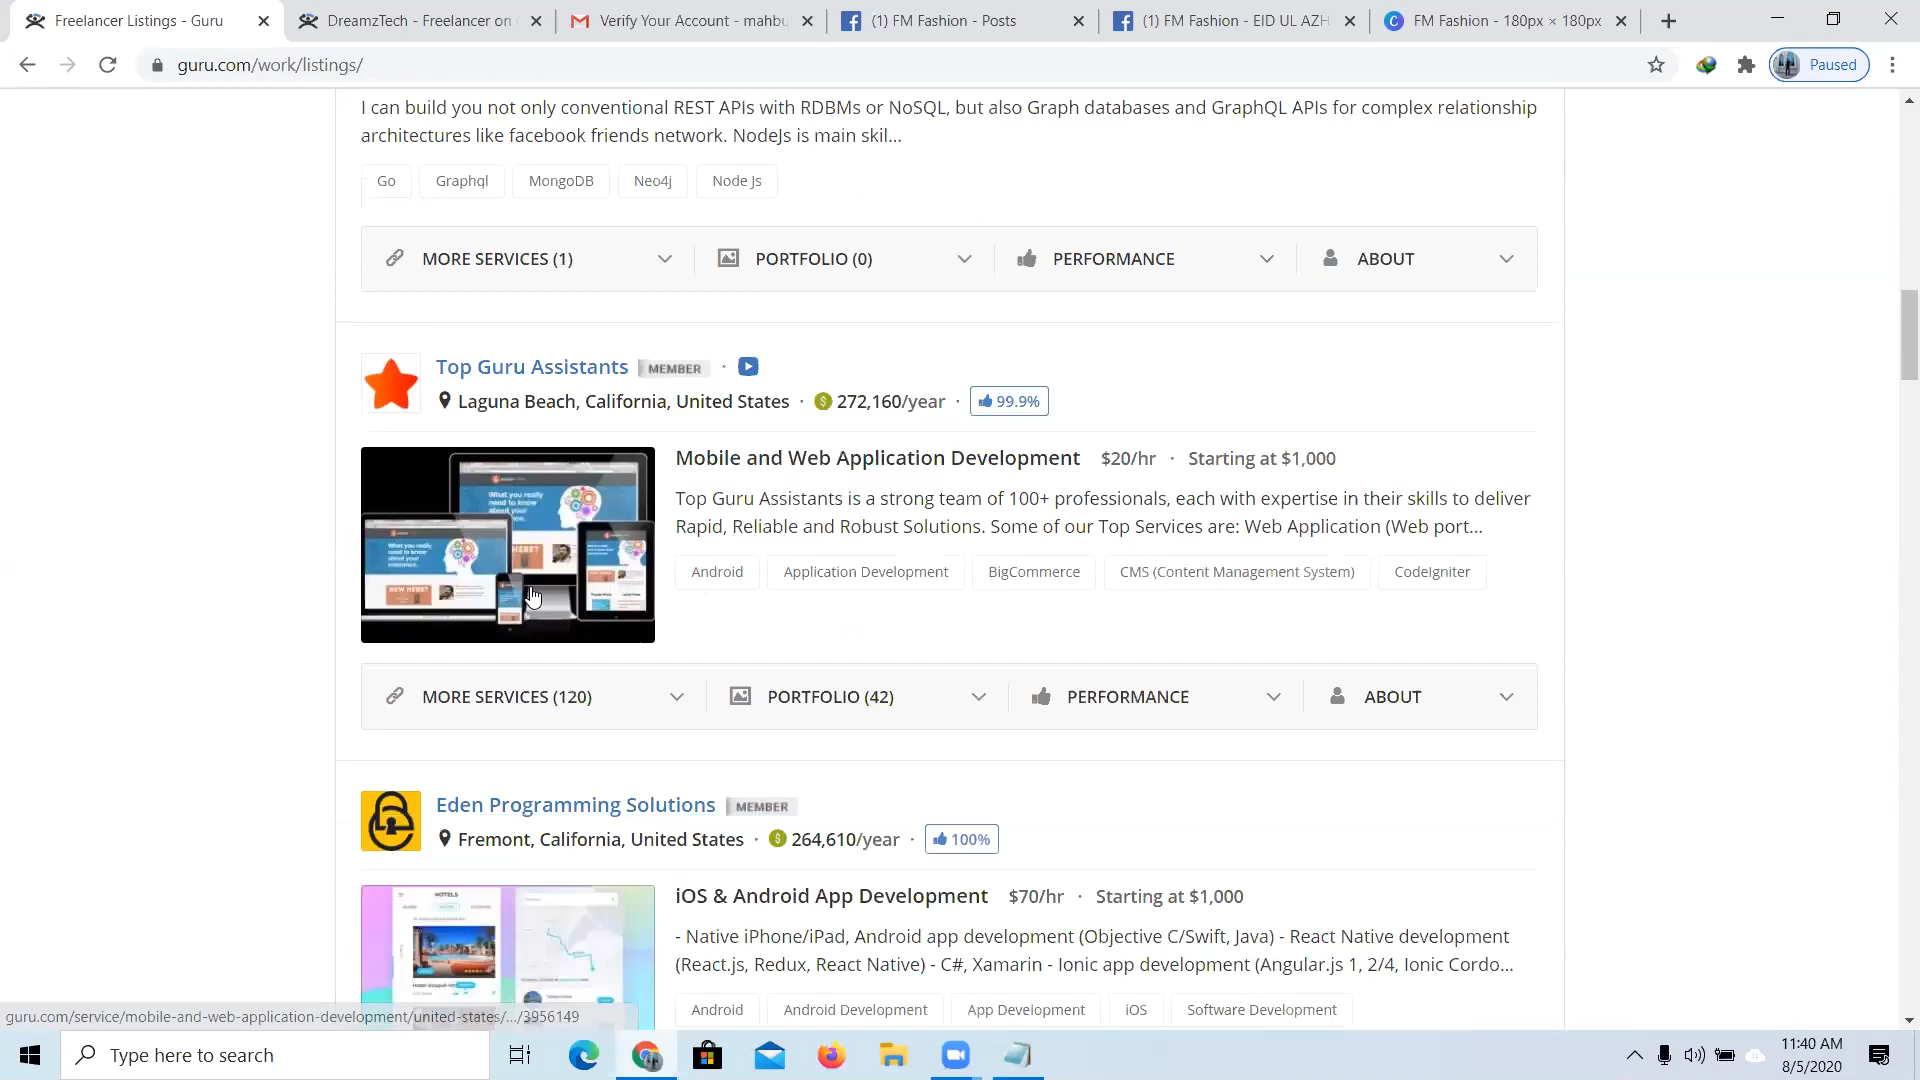 Freelancer Listings - Guru
DreamzTech - Freelancer on
Verify Your Account - mahbu
(1) FM Fashion - Posts
(1) FM Fashion - EID UL AZH
FM Fashion - 180px × 180px
guru.com/work/listings/
Paused
I can build you not only conventional REST APIs with RDBMs or NoSQL, but also Graph databases and GraphQL APIs for complex relationship
architectures like facebook friends network. NodeJs is main skil...
Go Graphql MongoDB Neo4j Node Js
MORE SERVICES (1) PORTFOLIO (0) PERFORMANCE ABOUT
Top Guru Assistants MEMBER ·
Laguna Beach, California, United States · $ 272,160/year · 99.9%
Mobile and Web Application Development $20/hr · Starting at $1,000
What you really need to know about your
Top Guru Assistants is a strong team of 100+ professionals, each with expertise in their skills to deliver
Rapid, Reliable and Robust Solutions. Some of our Top Services are: Web Application (Web port...
Android Application Development BigCommerce CMS (Content Management System) CodeIgniter
MORE SERVICES (120) PORTFOLIO (42) PERFORMANCE ABOUT
Eden Programming Solutions MEMBER
Fremont, California, United States · $ 264,610/year · 100%
HOTELS
iOS & Android App Development $70/hr · Starting at $1,000
- Native iPhone/iPad, Android app development (Objective C/Swift, Java) - React Native development
(React.js, Redux, React Native) - C#, Xamarin - Ionic app development (Angular.js 1, 2/4, Ionic Cordo...
Android Android Development App Development iOS Software Development
guru.com/service/mobile-and-web-application-development/united-states/.../3956149
Type here to search
11:40 AM
8/5/2020